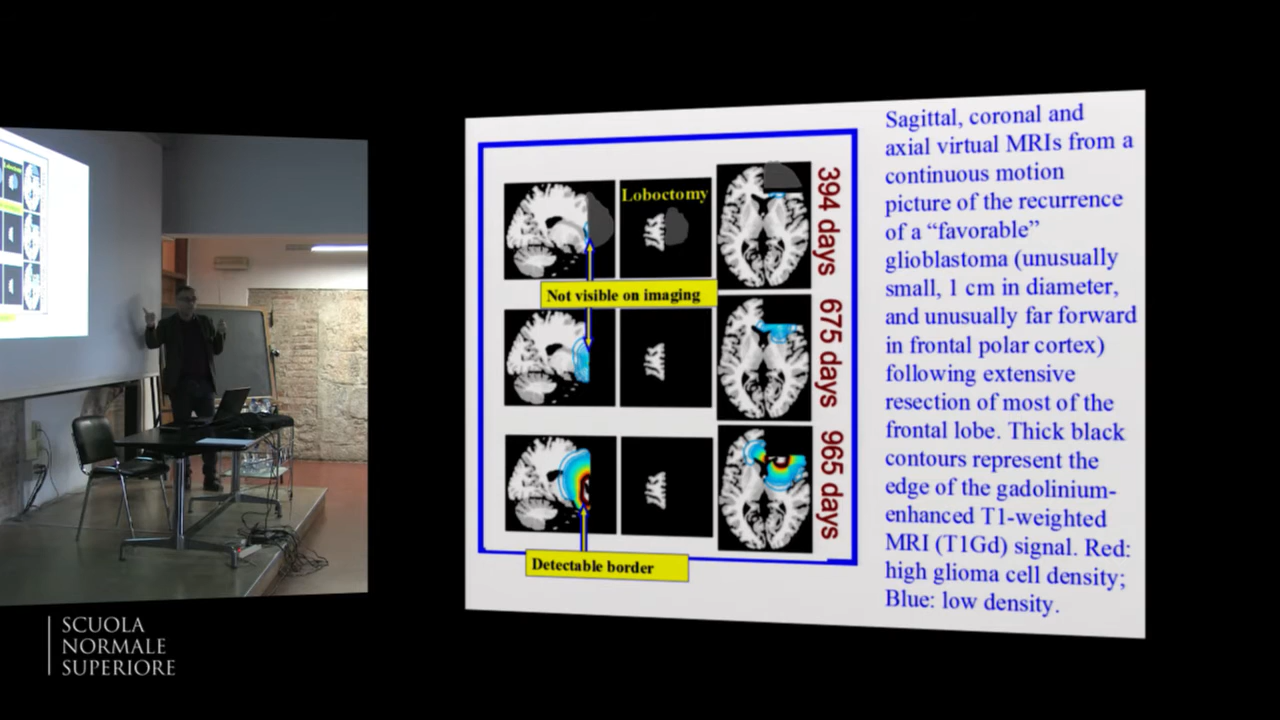 Loboctomy
394 days
Not visible on imaging
675 days
965 days
Detectable border
Sagittal, coronal and
axial virtual MRIs from a
continuous motion
picture of the recurrence
of a “favorable”
glioblastoma (unusually
small, 1 cm in diameter,
and unusually far forward
in frontal polar cortex)
following extensive
resection of most of the
frontal lobe. Thick black
contours represent the
edge of the gadolinium-
enhanced T1-weighted
MRI (T1Gd) signal. Red:
high glioma cell density;
Blue: low density.
SCUOLA
NORMALE
SUPERIORE